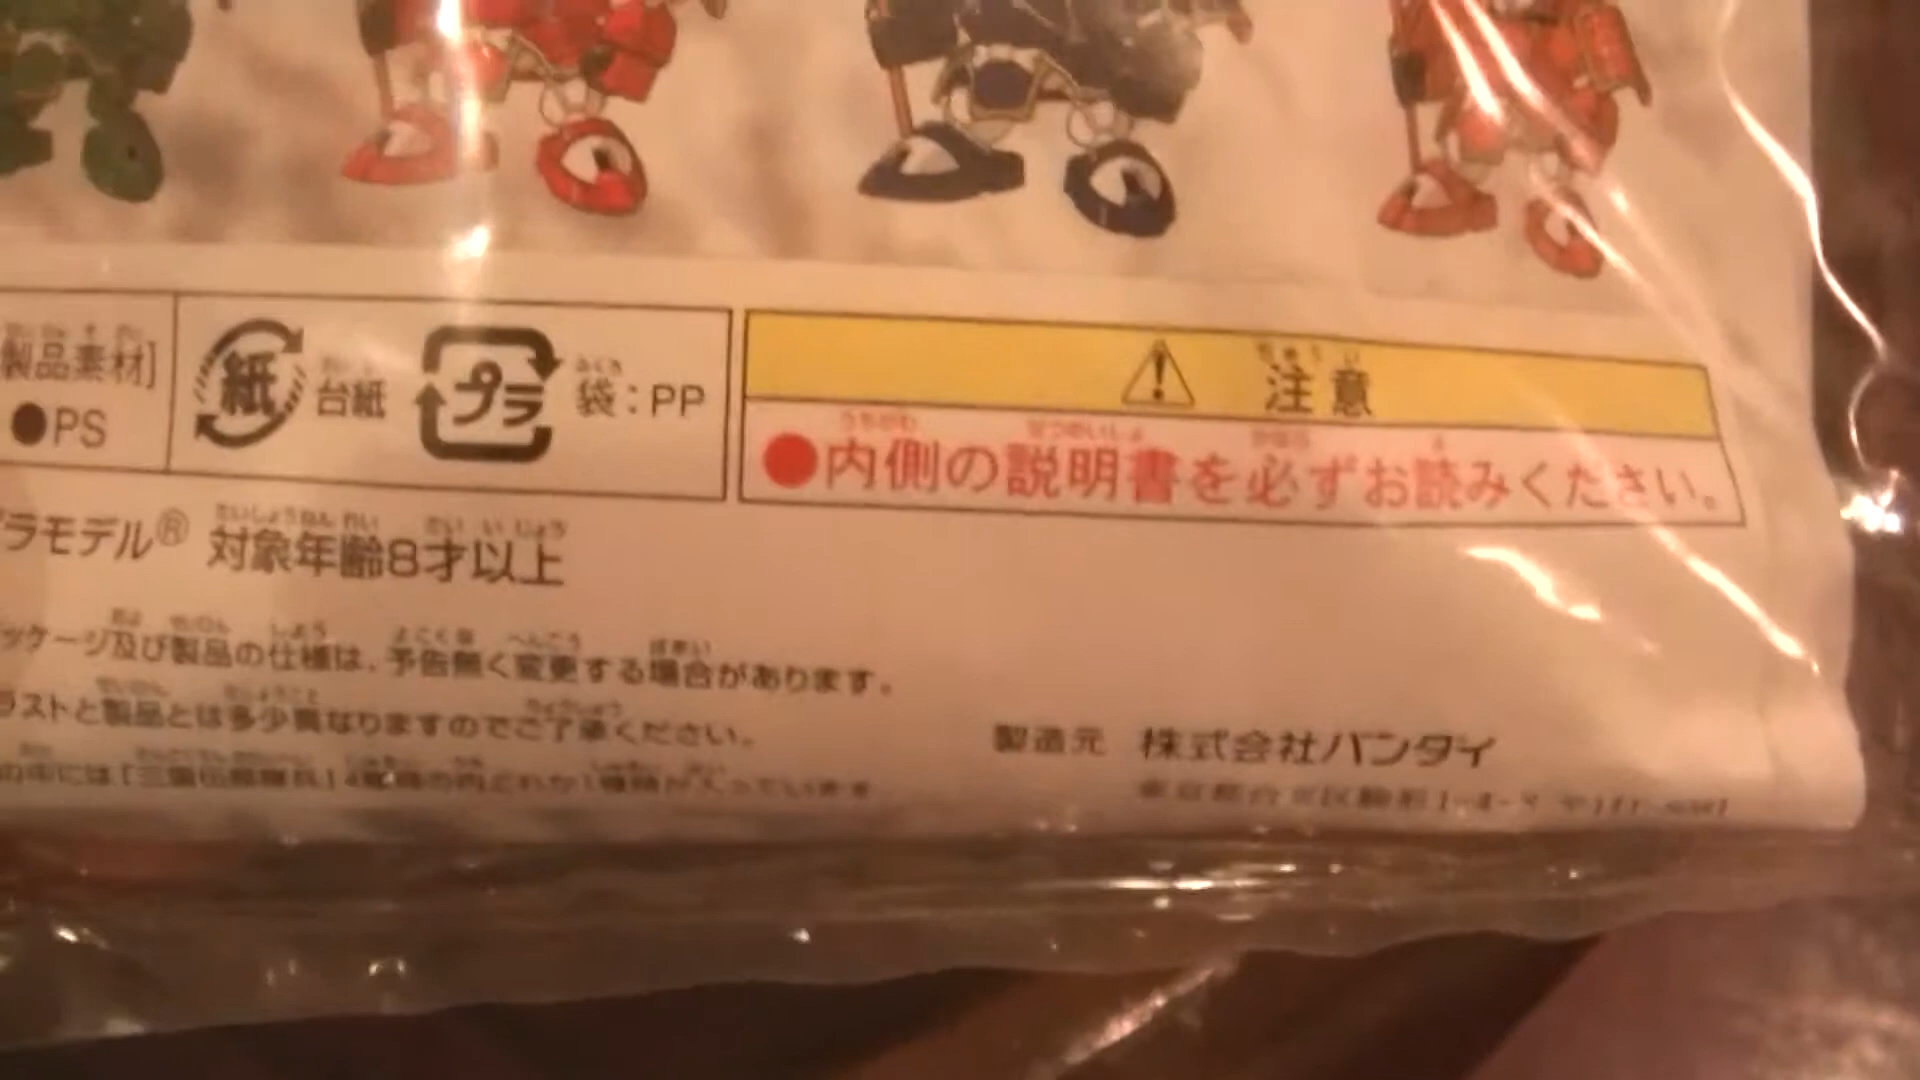 製品素材]
●PS
紙
台紙
プラ
袋：PP
注意
●内側の説明書を必ずお読みください。
ラモデル® 対象年齢8才以上
ッケージ及び製品の仕様は、予告無く変更する場合があります。
ラストと製品とは多少異なりますのでご了承ください。
製造元 株式会社バンダイ